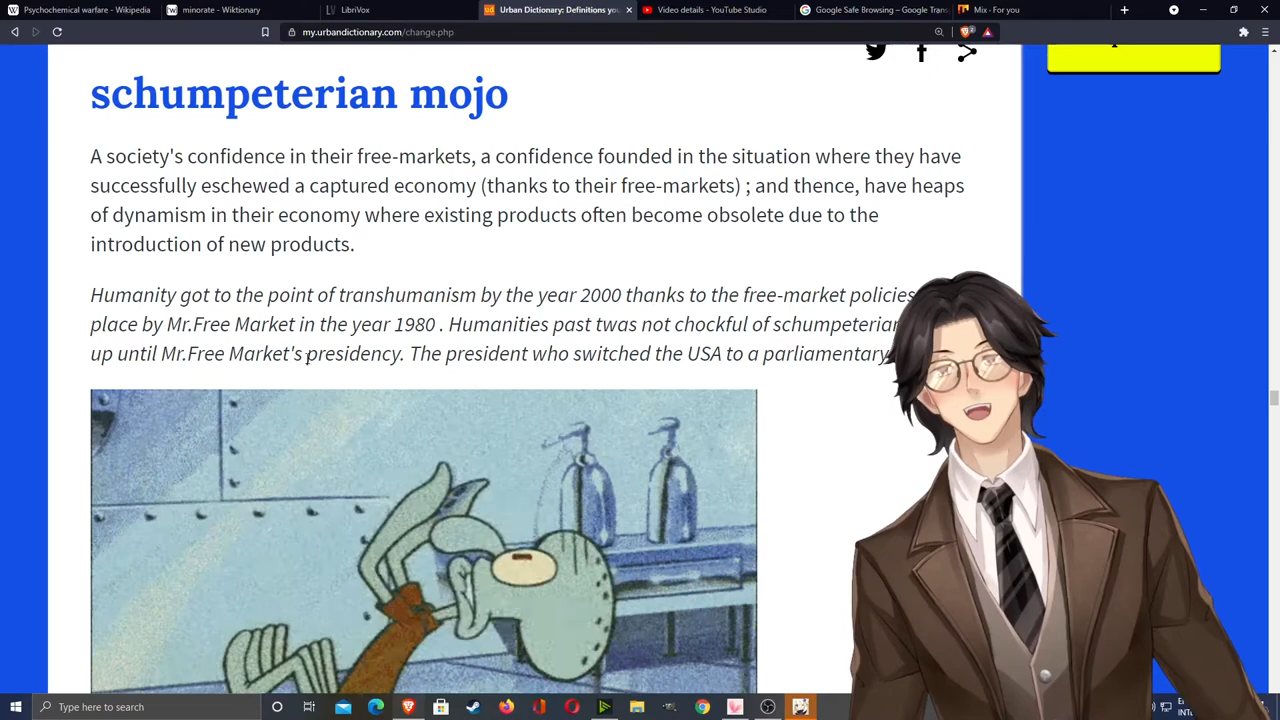 Psychochemical warfare - Wikipedia
minorate - Wiktionary
LibriVox
Urban Dictionary: Definitions you
Video details - YouTube Studio
Google Safe Browsing – Google Tran
Mix - For you
my.urbandictionary.com/change.php
schumpeterian mojo
A society's confidence in their free-markets, a confidence founded in the situation where they have
successfully eschewed a captured economy (thanks to their free-markets) ; and thence, have heaps
of dynamism in their economy where existing products often become obsolete due to the
introduction of new products.
Humanity got to the point of transhumanism by the year 2000 thanks to the free-market policies
place by Mr.Free Market in the year 1980 . Humanities past twas not chockful of schumpeterian
up until Mr.Free Market's presidency. The president who switched the USA to a parliamentary
Type here to search